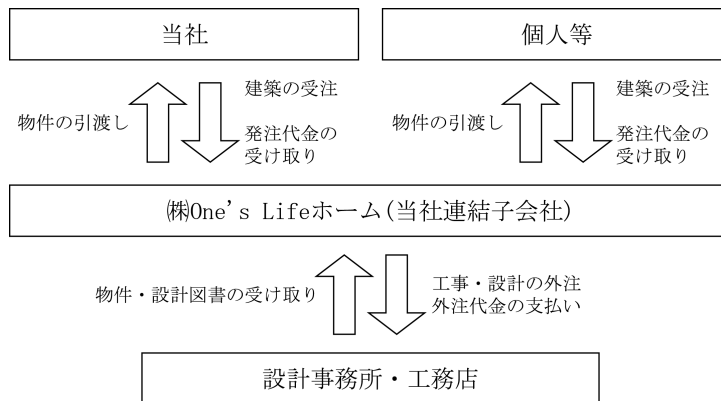 当社
個人等
物件の引渡し
建築の受注
発注代金の
受け取り
物件の引渡し
建築の受注
発注代金の
受け取り
㈱One's Lifeホーム(当社連結子会社)
物件・設計図書の受け取り
工事・設計の外注
外注代金の支払い
設計事務所・工務店